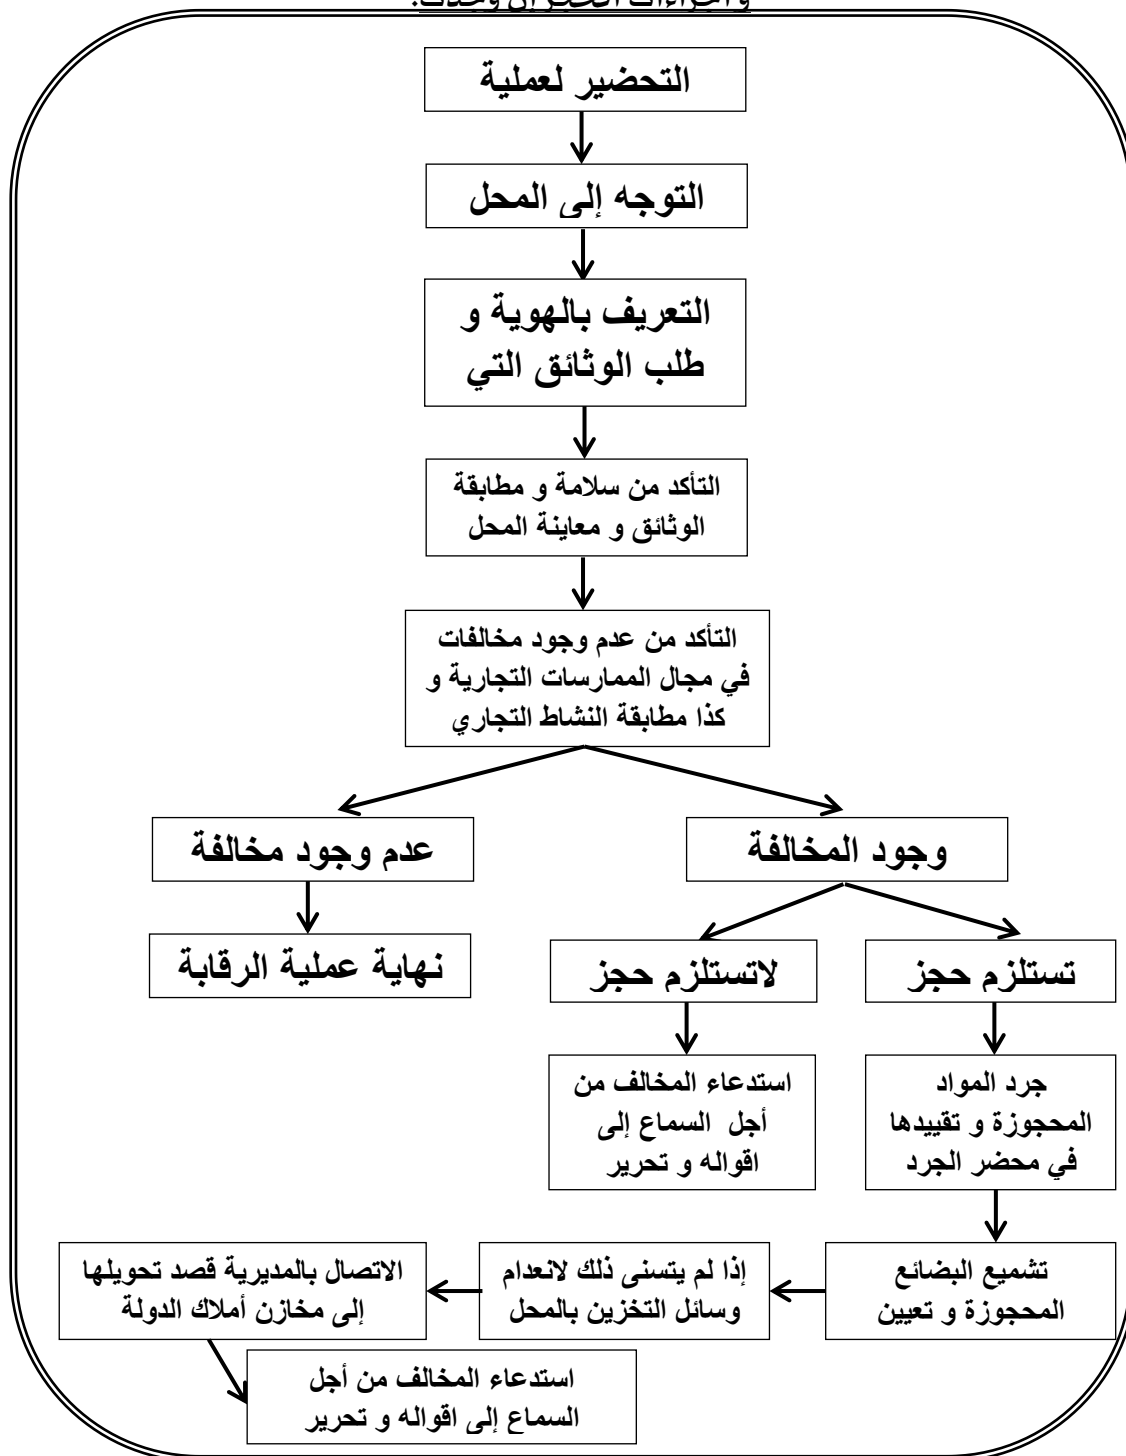 و اجراءات الحجز إن وجدت:
التحضير لعملية
التوجه إلى المحل
التعريف بالهوية و
طلب الوثائق التي
التأكد من سلامة و مطابقة
الوثائق و معاينة المحل
التأكد من عدم وجود مخالفات
في مجال الممارسات التجارية و
كذا مطابقة النشاط التجاري
وجود المخالفة
عدم وجود مخالفة
تستلزم حجز
لاتستلزم حجز
نهاية عملية الرقابة
جرد المواد
المحجوزة و تقييدها
في محضر الجرد
استدعاء المخالف من
أجل السماع إلى
اقواله و تحرير
تشميع البضائع
المحجوزة و تعيين
إذا لم يتسنى ذلك لانعدام
وسائل التخزين بالمحل
الاتصال بالمديرية قصد تحويلها
إلى مخازن أملاك الدولة
استدعاء المخالف من أجل
السماع إلى اقواله و تحرير